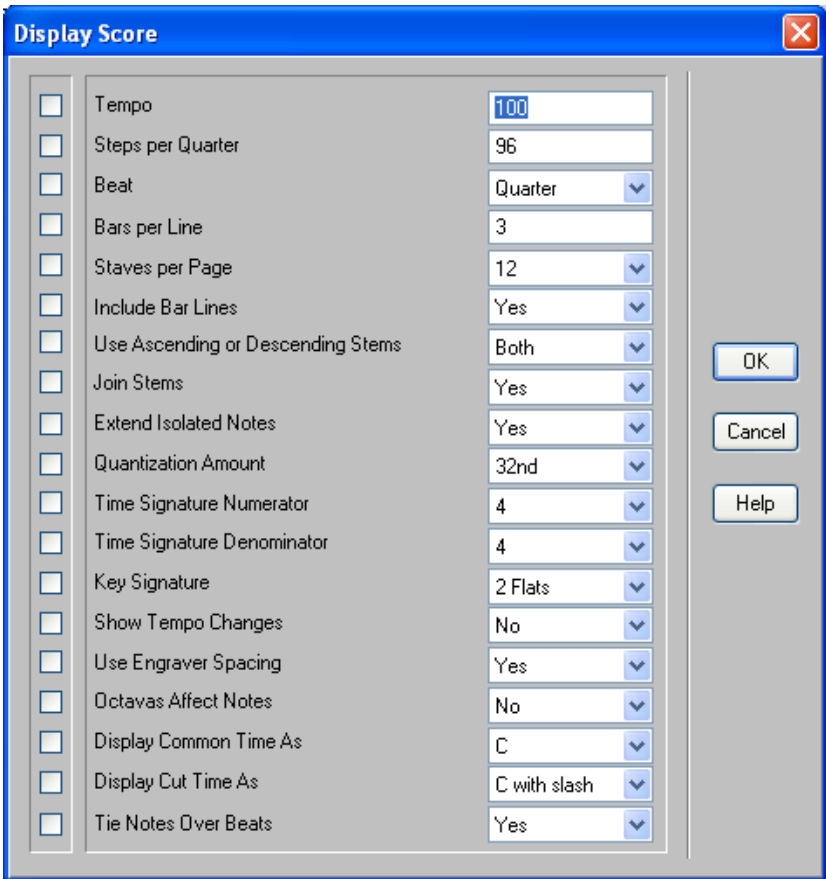 Display Score
Tempo 100
Steps per Quarter 96
Beat Quarter
Bars per Line 3
Staves per Page 12
Include Bar Lines Yes
Use Ascending or Descending Stems Both
OK
Join Stems Yes
Extend Isolated Notes Yes
Cancel
Quantization Amount 32nd
Time Signature Numerator 4
Help
Time Signature Denominator 4
Key Signature 2 Flats
Show Tempo Changes No
Use Engraver Spacing Yes
Octavas Affect Notes No
Display Common Time As C
Display Cut Time As C with slash
Tie Notes Over Beats Yes